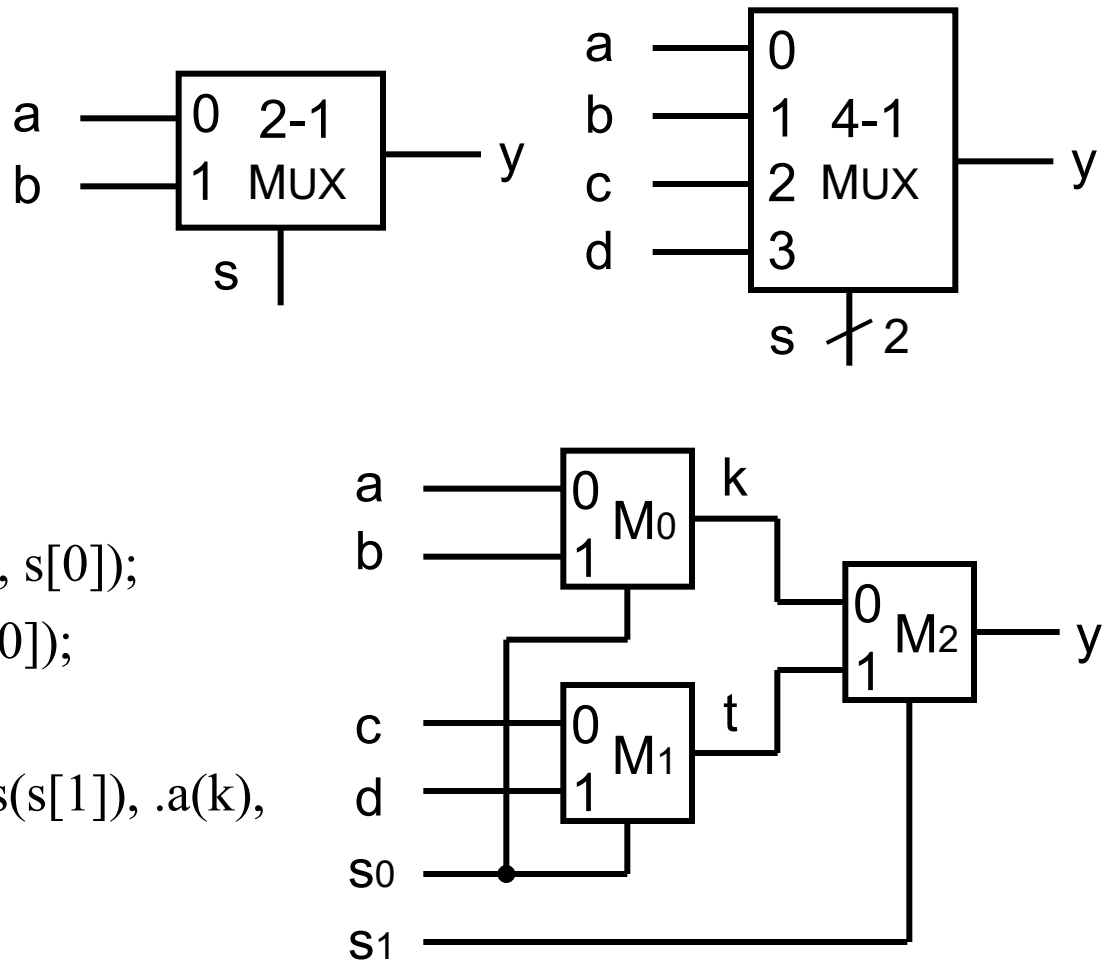 a
0 2-1
b
1 MUX
y
s
a
0
b
1 4-1
c
2 MUX
d
3
y
s 2
, s[0]);
0]);
s(s[1]), .a(k),
a
0
b
1
M0
k
c
0
d
1
M1
t
0
1
M2
y
s0
s1